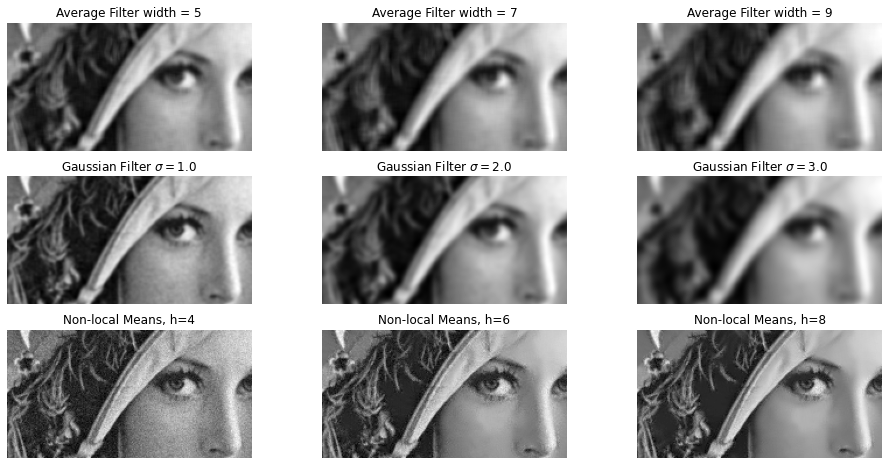 Average Filter width = 5
Average Filter width = 7
Average Filter width = 9
Gaussian Filter σ = 1.0
Gaussian Filter σ = 2.0
Gaussian Filter σ = 3.0
Non-local Means, h=4
Non-local Means, h=6
Non-local Means, h=8